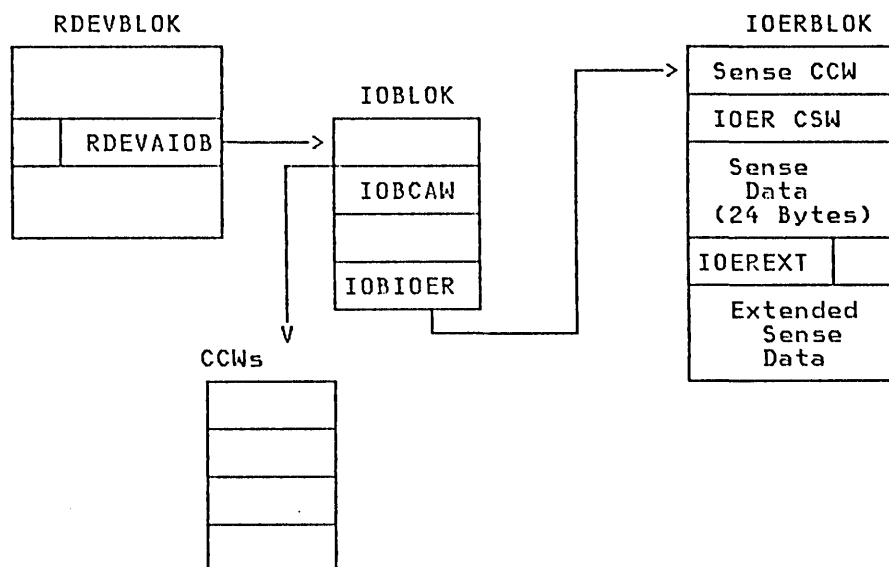 RDEVBLOK
RDEVAIOB
IOBLOK
IOBCAW
IOBIOER
CCWs
IOERBLOK
Sense CCW
IOER CSW
Sense
Data
(24 Bytes)
IOEREXT
Extended
Sense
Data